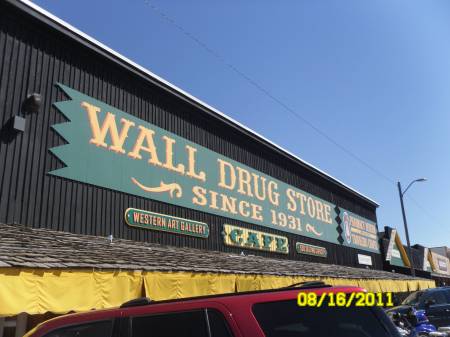 WALL DRUG STORE
SINCE 1931
WESTERN ART GALLERY
CAFE
08/16/2011